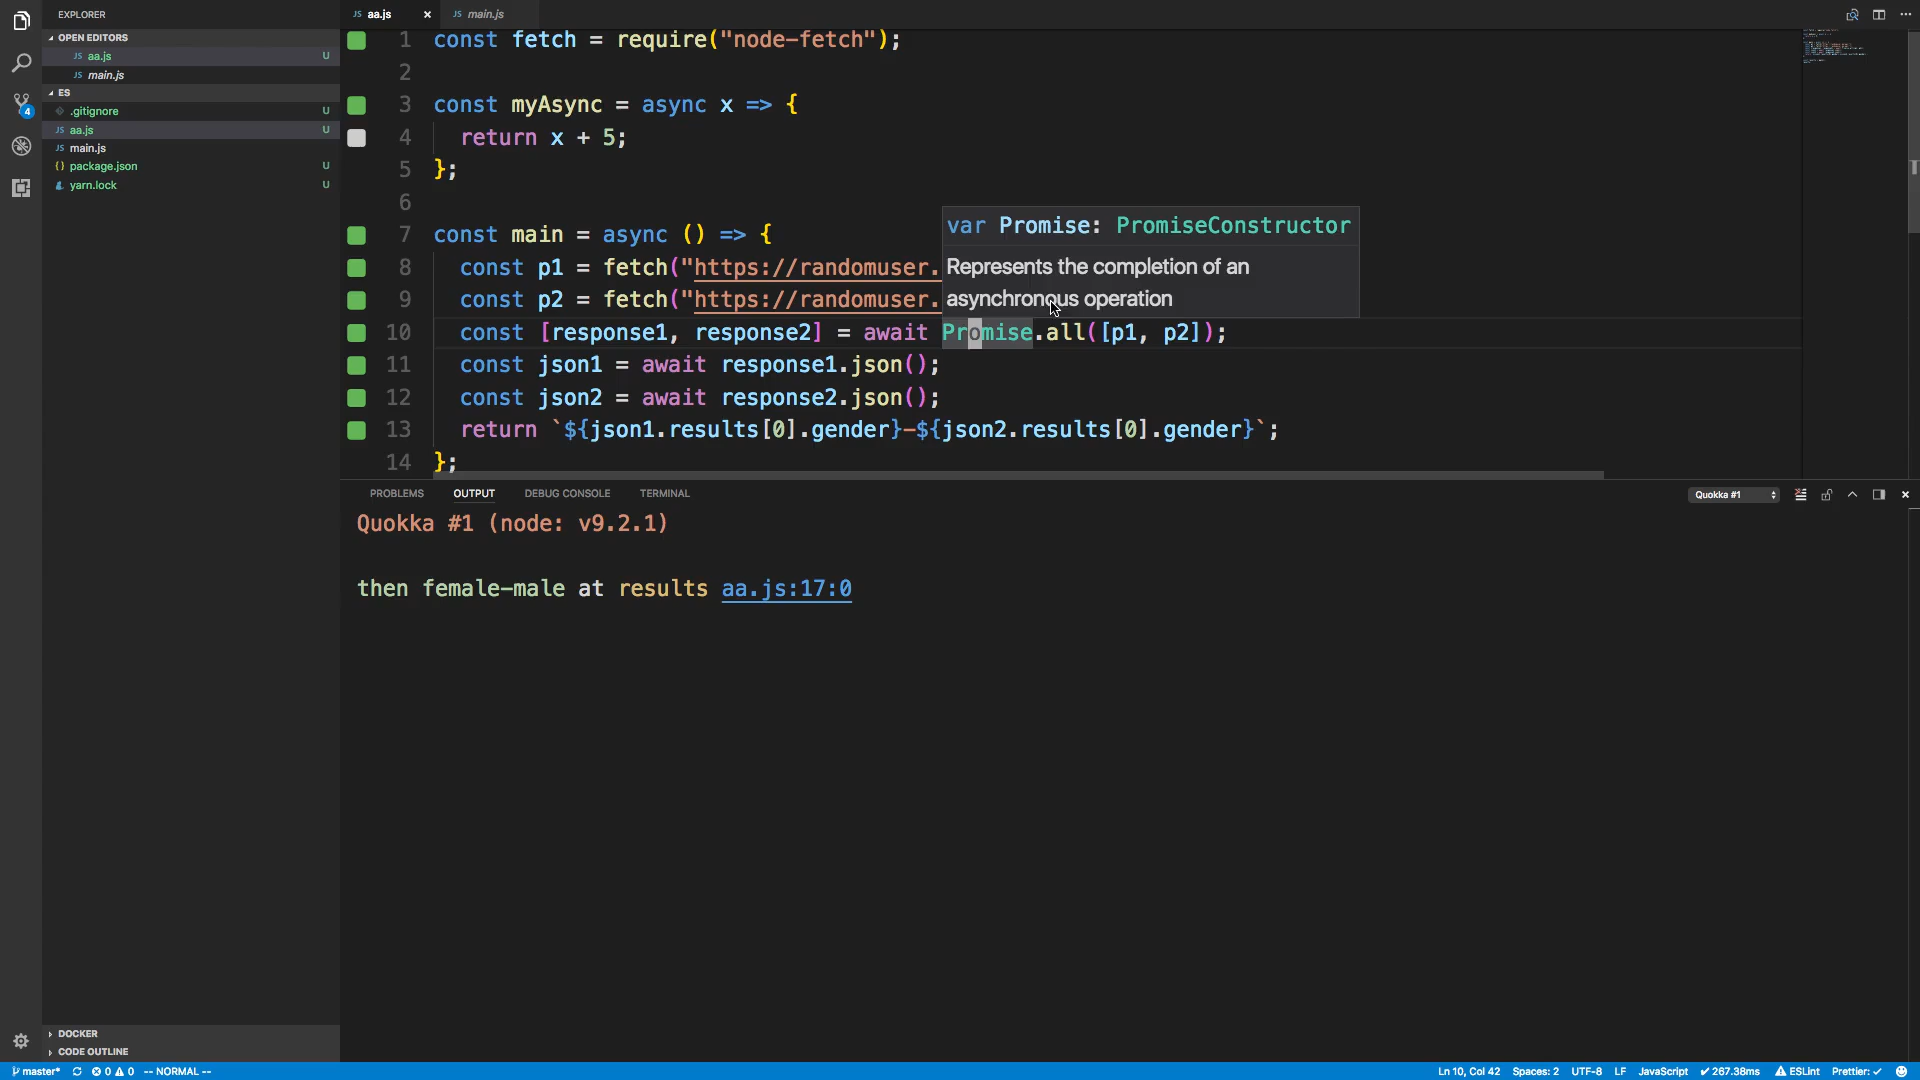 EXPLORER
OPEN EDITORS
JS aa.js U
JS main.js
ES
.gitignore U
JS aa.js U
JS main.js
{} package.json U
yarn.lock U
4
DOCKER
CODE OUTLINE
JS aa.js × JS main.js
1 const fetch = require("node-fetch");
2
3 const myAsync = async x => {
4 return x + 5;
5 };
6
7 const main = async () => {
8 const p1 = fetch("https://randomuser.
9 const p2 = fetch("https://randomuser.
var Promise: PromiseConstructor
Represents the completion of an
asynchronous operation
10 const [response1, response2] = await Promise.all([p1, p2]);
11 const json1 = await response1.json();
12 const json2 = await response2.json();
13 return `${json1.results[0].gender}-${json2.results[0].gender}`;
14 };
PROBLEMS OUTPUT DEBUG CONSOLE TERMINAL
Quokka #1
Quokka #1 (node: v9.2.1)
then female-male at results aa.js:17:0
master* 0 0 -- NORMAL --
Ln 10, Col 42 Spaces: 2 UTF-8 LF JavaScript ✓ 267.38ms ESLint Prettier: ✓